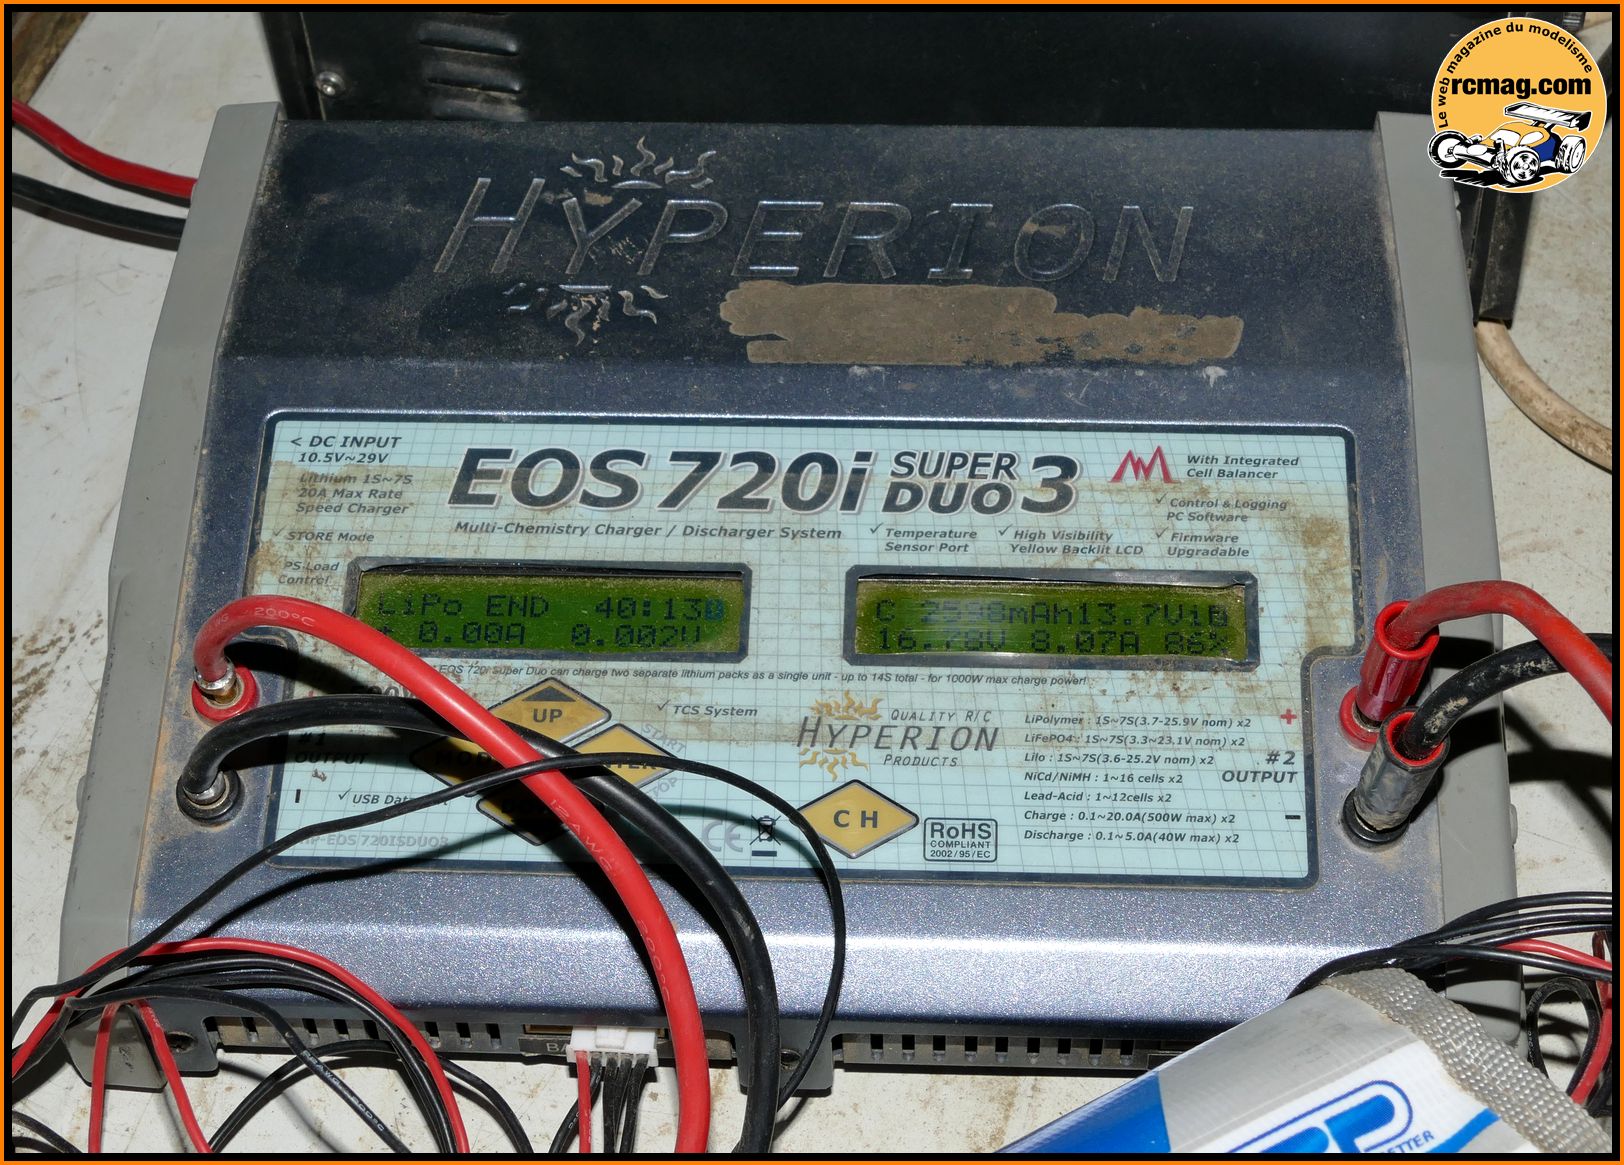 Le web magazine du modelisme
rcmag.com
HYPERION
< DC INPUT
10.5V~29V
Lithium 1S~7S
20A Max Rate
Speed Charger
✓ STORE Mode
PS-Load
Control
EOS 720i SUPER DUO 3
Multi-Chemistry Charger / Discharger System
✓ Temperature
Sensor Port
✓ High Visibility
Yellow Backlit LCD
With Integrated
Cell Balancer
✓ Control & Logging
PC Software
✓ Firmware
Upgradable
LiPo END 40:13
0.00A 0.002V
C 2598mAh13.7Vi
16.78V 8.07A 86%
EOS 720i Super Duo can charge two separate lithium packs as a single unit - up to 14S total - for 1000W max charge power!
UP
✓ TCS System
START
STOP
#1
OUTPUT
✓ USB Data
-EOS 720ISDUO3
QUALITY R/C
HYPERION
PRODUCTS
CH
CE
RoHS
COMPLIANT
2002/95/EC
LiPolymer : 1S~7S(3.7-25.9V nom) x2
LiFePO4 : 1S~7S(3.3~23.1V nom) x2
LiIo : 1S~7S(3.6-25.2V nom) x2
NiCd/NiMH : 1~16 cells x2
Lead-Acid : 1~12cells x2
Charge : 0.1~20.0A(500W max) x2
Discharge : 0.1~5.0A(40W max) x2
+
#2
OUTPUT
−
200°C
12AWG
200°C